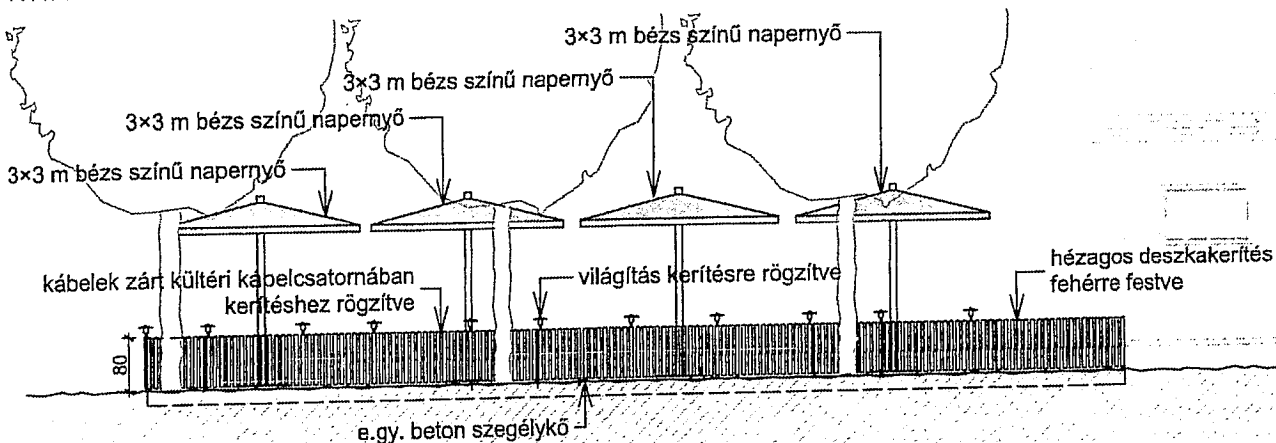 3×3 m bézs színű napernyő
3×3 m bézs színű napernyő
3×3 m bézs színű napernyő
3×3 m bézs színű napernyő
kábelek zárt kültéri kábelcsatornában
kerítéshez rögzítve
világítás kerítésre rögzítve
hézagos deszkakerítés
fehérre festve
80
e.gy. beton szegélykő